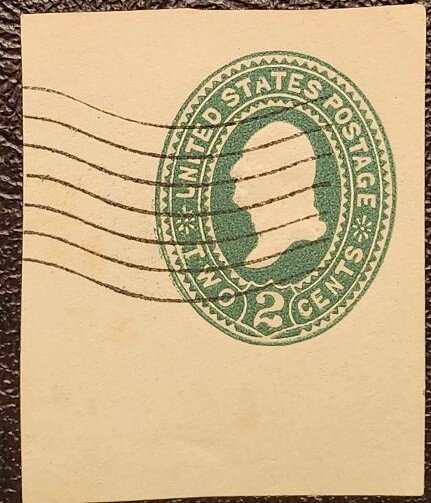 UNITED STATES POSTAGE
TWO 2 CENTS